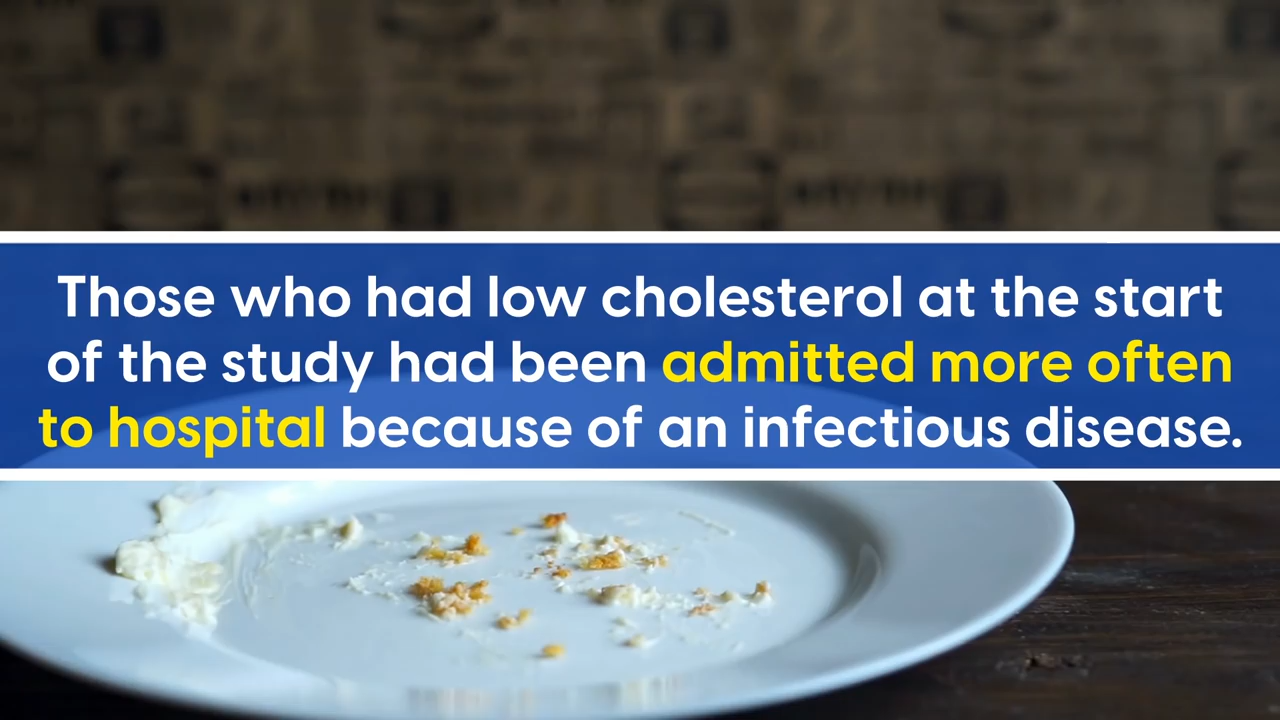 Those who had low cholesterol at the start
of the study had been admitted more often
to hospital because of an infectious disease.